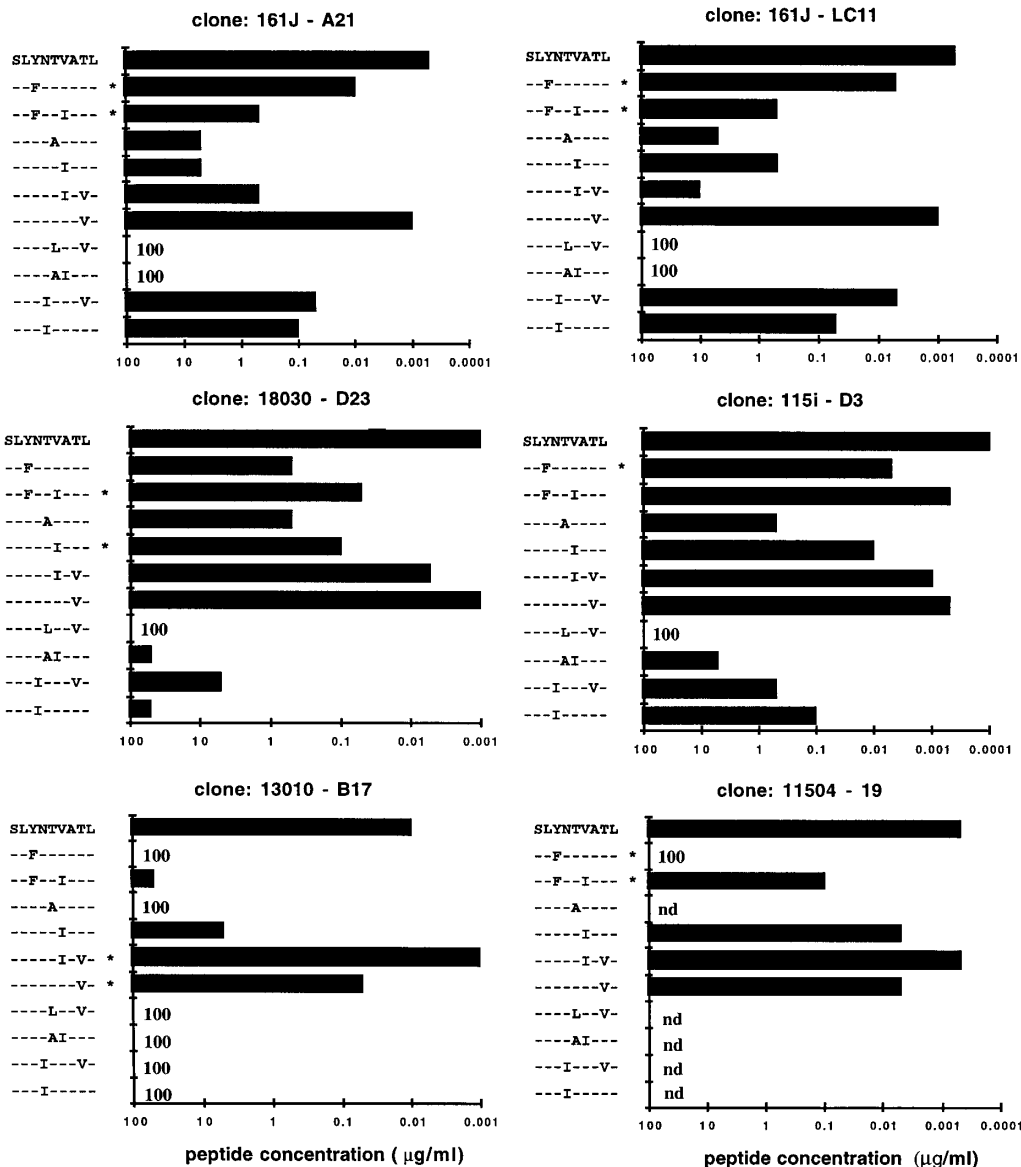 clone: 161J - A21
SLYNTVATL
--F------ *
--F--I--- *
----A----
-----I---
-----I-V-
-------V-
----L--V- 100
----AI--- 100
---I---V-
---I-----
100 10 1 0.1 0.01 0.001 0.0001
clone: 161J - LC11
SLYNTVATL
--F------ *
--F--I--- *
----A----
-----I---
-----I-V-
-------V-
----L--V- 100
----AI--- 100
---I---V-
---I-----
100 10 1 0.1 0.01 0.001 0.0001
clone: 18030 - D23
SLYNTVATL
--F------
--F--I--- *
----A----
-----I--- *
-----I-V-
-------V-
----L--V- 100
----AI---
---I---V-
---I-----
100 10 1 0.1 0.01 0.001
clone: 115i - D3
SLYNTVATL
--F------ *
--F--I---
----A----
-----I---
-----I-V-
-------V-
----L--V- 100
----AI---
---I---V-
---I-----
100 10 1 0.1 0.01 0.001 0.0001
clone: 13010 - B17
SLYNTVATL
--F------ 100
--F--I---
----A---- 100
-----I---
-----I-V- *
-------V- *
----L--V- 100
----AI--- 100
---I---V- 100
---I----- 100
100 10 1 0.1 0.01 0.001
peptide concentration ( µg/ml)
clone: 11504 - 19
SLYNTVATL
--F------ * 100
--F--I--- *
----A---- nd
-----I---
-----I-V-
-------V-
----L--V- nd
----AI--- nd
---I---V- nd
---I----- nd
100 10 1 0.1 0.01 0.001 0.0001
peptide concentration (µg/ml)